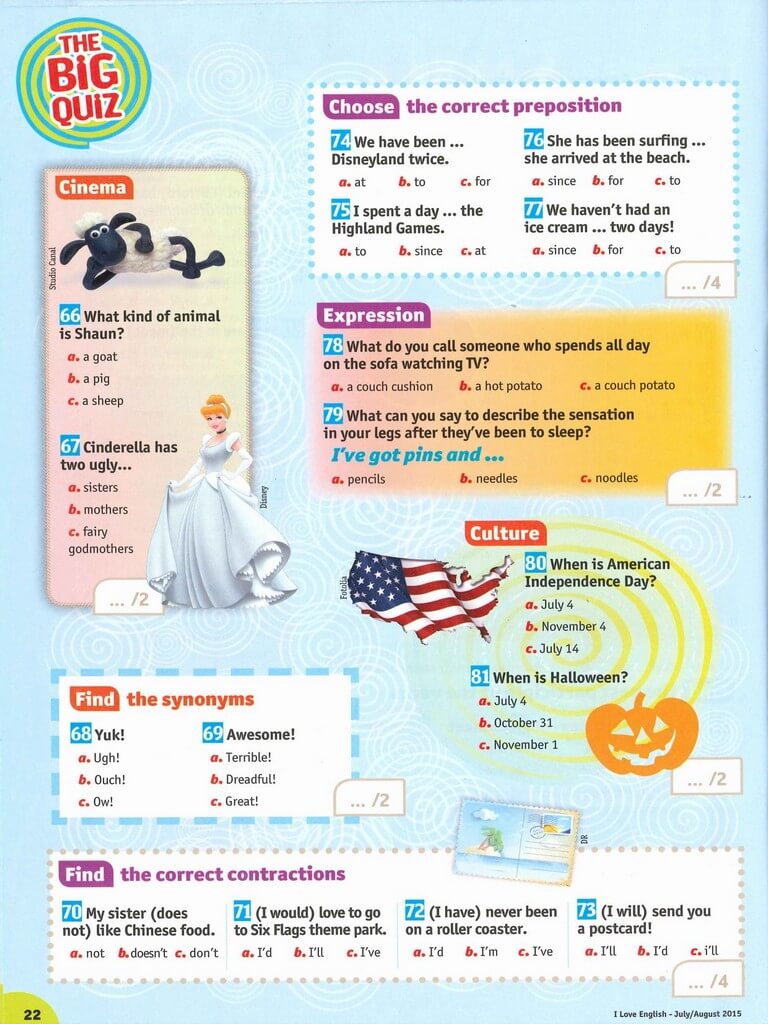 THE
BIG
QUIZ
Cinema
Studio Canal
66 What kind of animal
is Shaun?
a. a goat
b. a pig
c. a sheep
67 Cinderella has
two ugly...
a. sisters
b. mothers
c. fairy
godmothers
Disney
... /2
Find the synonyms
68 Yuk!
a. Ugh!
b. Ouch!
c. Ow!
69 Awesome!
a. Terrible!
b. Dreadful!
c. Great!
... /2
Choose the correct preposition
74 We have been ...
Disneyland twice.
a. at b. to c. for
75 I spent a day ... the
Highland Games.
a. to b. since c. at
76 She has been surfing ...
she arrived at the beach.
a. since b. for c. to
77 We haven't had an
ice cream ... two days!
a. since b. for c. to
... /4
Expression
78 What do you call someone who spends all day
on the sofa watching TV?
a. a couch cushion b. a hot potato c. a couch potato
79 What can you say to describe the sensation
in your legs after they've been to sleep?
I've got pins and ...
a. pencils b. needles c. noodles
... /2
Culture
Fotolia
80 When is American
Independence Day?
a. July 4
b. November 4
c. July 14
81 When is Halloween?
a. July 4
b. October 31
c. November 1
... /2
DR
Find the correct contractions
70 My sister (does
not) like Chinese food.
a. not b. doesn't c. don't
71 (I would) love to go
to Six Flags theme park.
a. I'd b. I'll c. I've
72 (I have) never been
on a roller coaster.
a. I'd b. I'm c. I've
73 (I will) send you
a postcard!
a. I'll b. I'd c. i'll
... /4
22
I Love English - July/August 2015